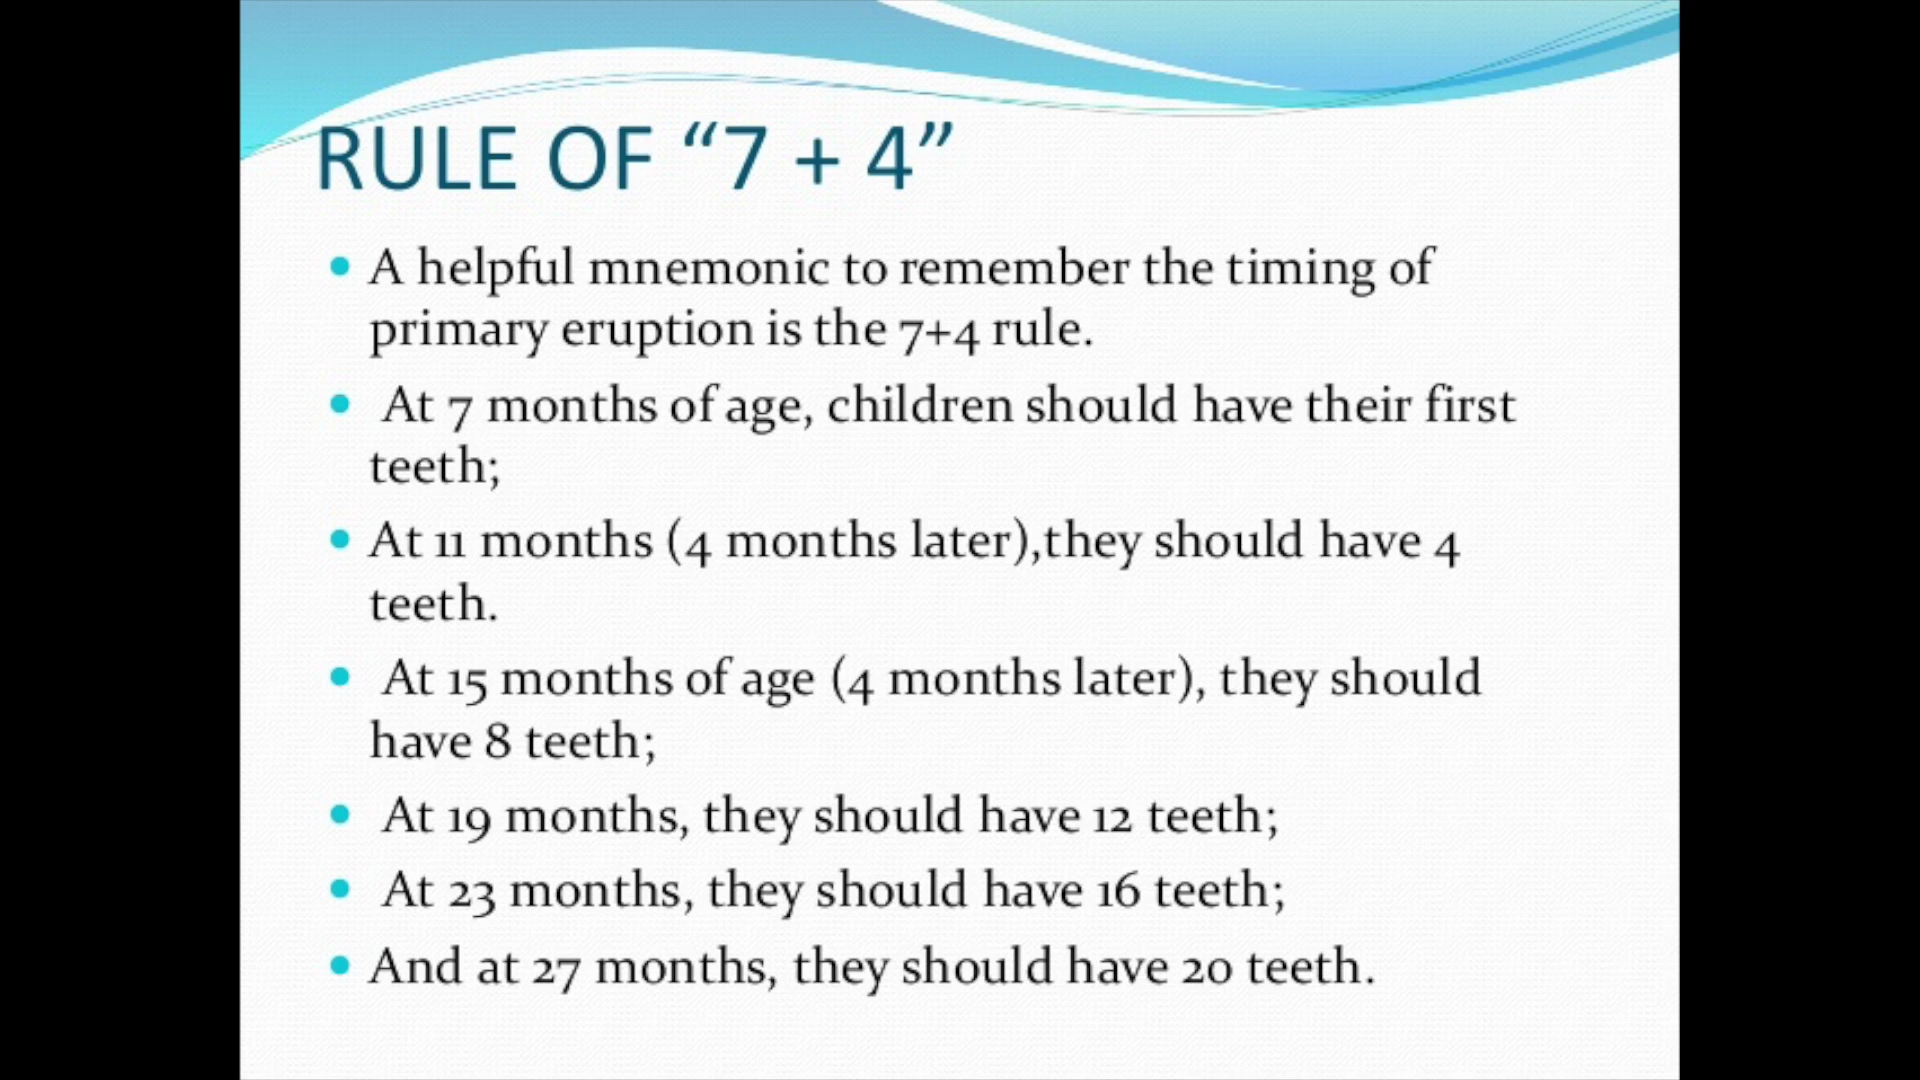 RULE OF “7 + 4”
• A helpful mnemonic to remember the timing of
primary eruption is the 7+4 rule.
• At 7 months of age, children should have their first
teeth;
• At 11 months (4 months later),they should have 4
teeth.
• At 15 months of age (4 months later), they should
have 8 teeth;
• At 19 months, they should have 12 teeth;
• At 23 months, they should have 16 teeth;
• And at 27 months, they should have 20 teeth.